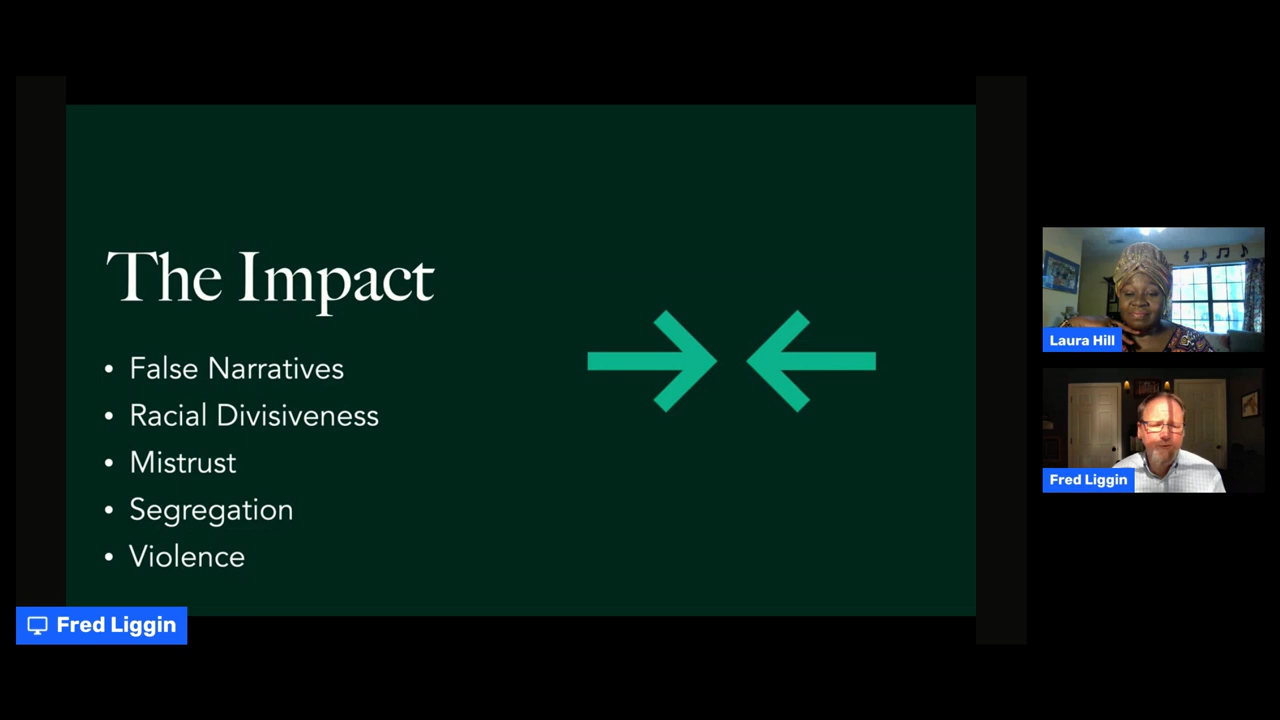 The Impact
• False Narratives
• Racial Divisiveness
• Mistrust
• Segregation
• Violence
Fred Liggin
Laura Hill
Fred Liggin